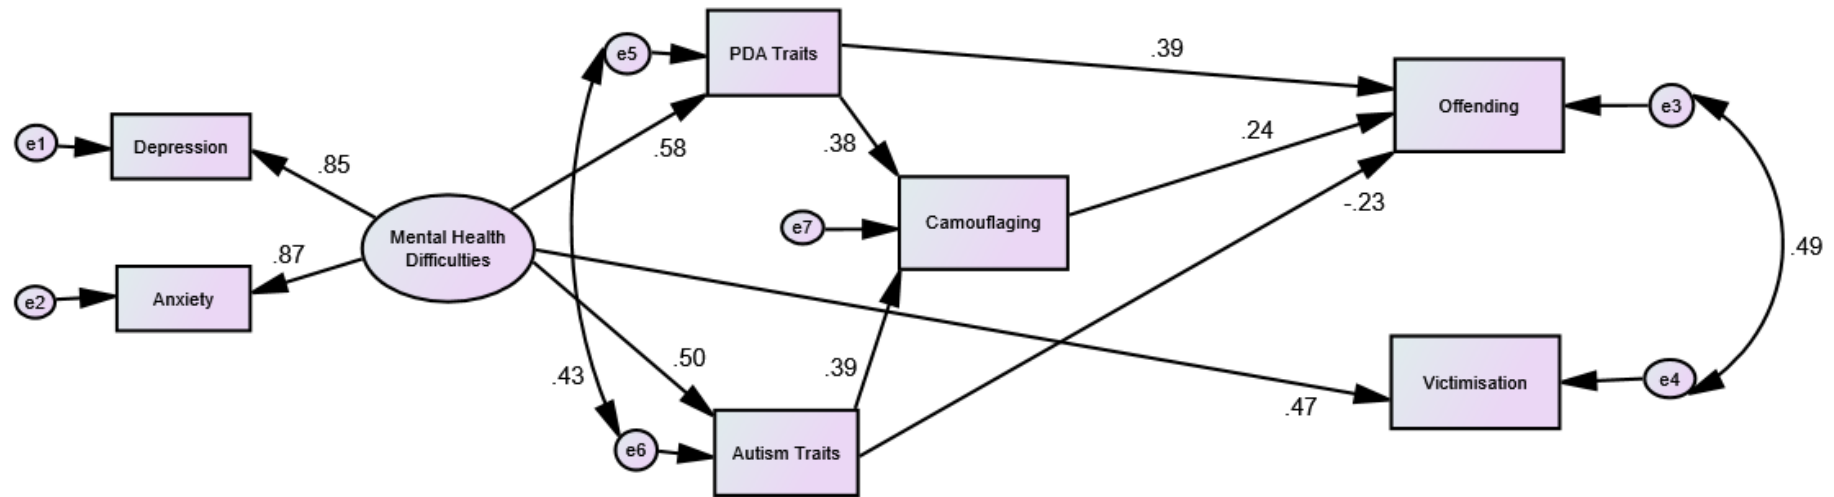 e5
PDA Traits
.39
e3
Offending
e1
Depression
.85
.58
.38
.24
-.23
e7
Camouflaging
Mental Health
Difficulties
.87
.49
e2
Anxiety
.50
.43
.39
.47
Victimisation
e4
e6
Autism Traits